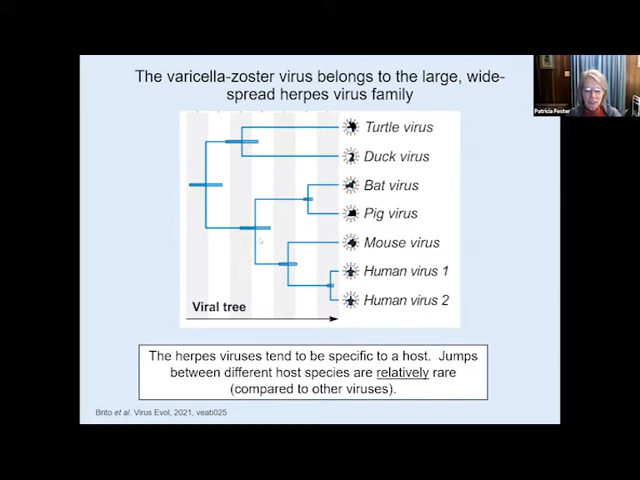 The varicella-zoster virus belongs to the large, wide-
spread herpes virus family
Patricia Foster
Turtle virus
Duck virus
Bat virus
Pig virus
Mouse virus
Human virus 1
Human virus 2
Viral tree
The herpes viruses tend to be specific to a host.  Jumps
between different host species are relatively rare
(compared to other viruses).
Brito et al. Virus Evol, 2021, veab025